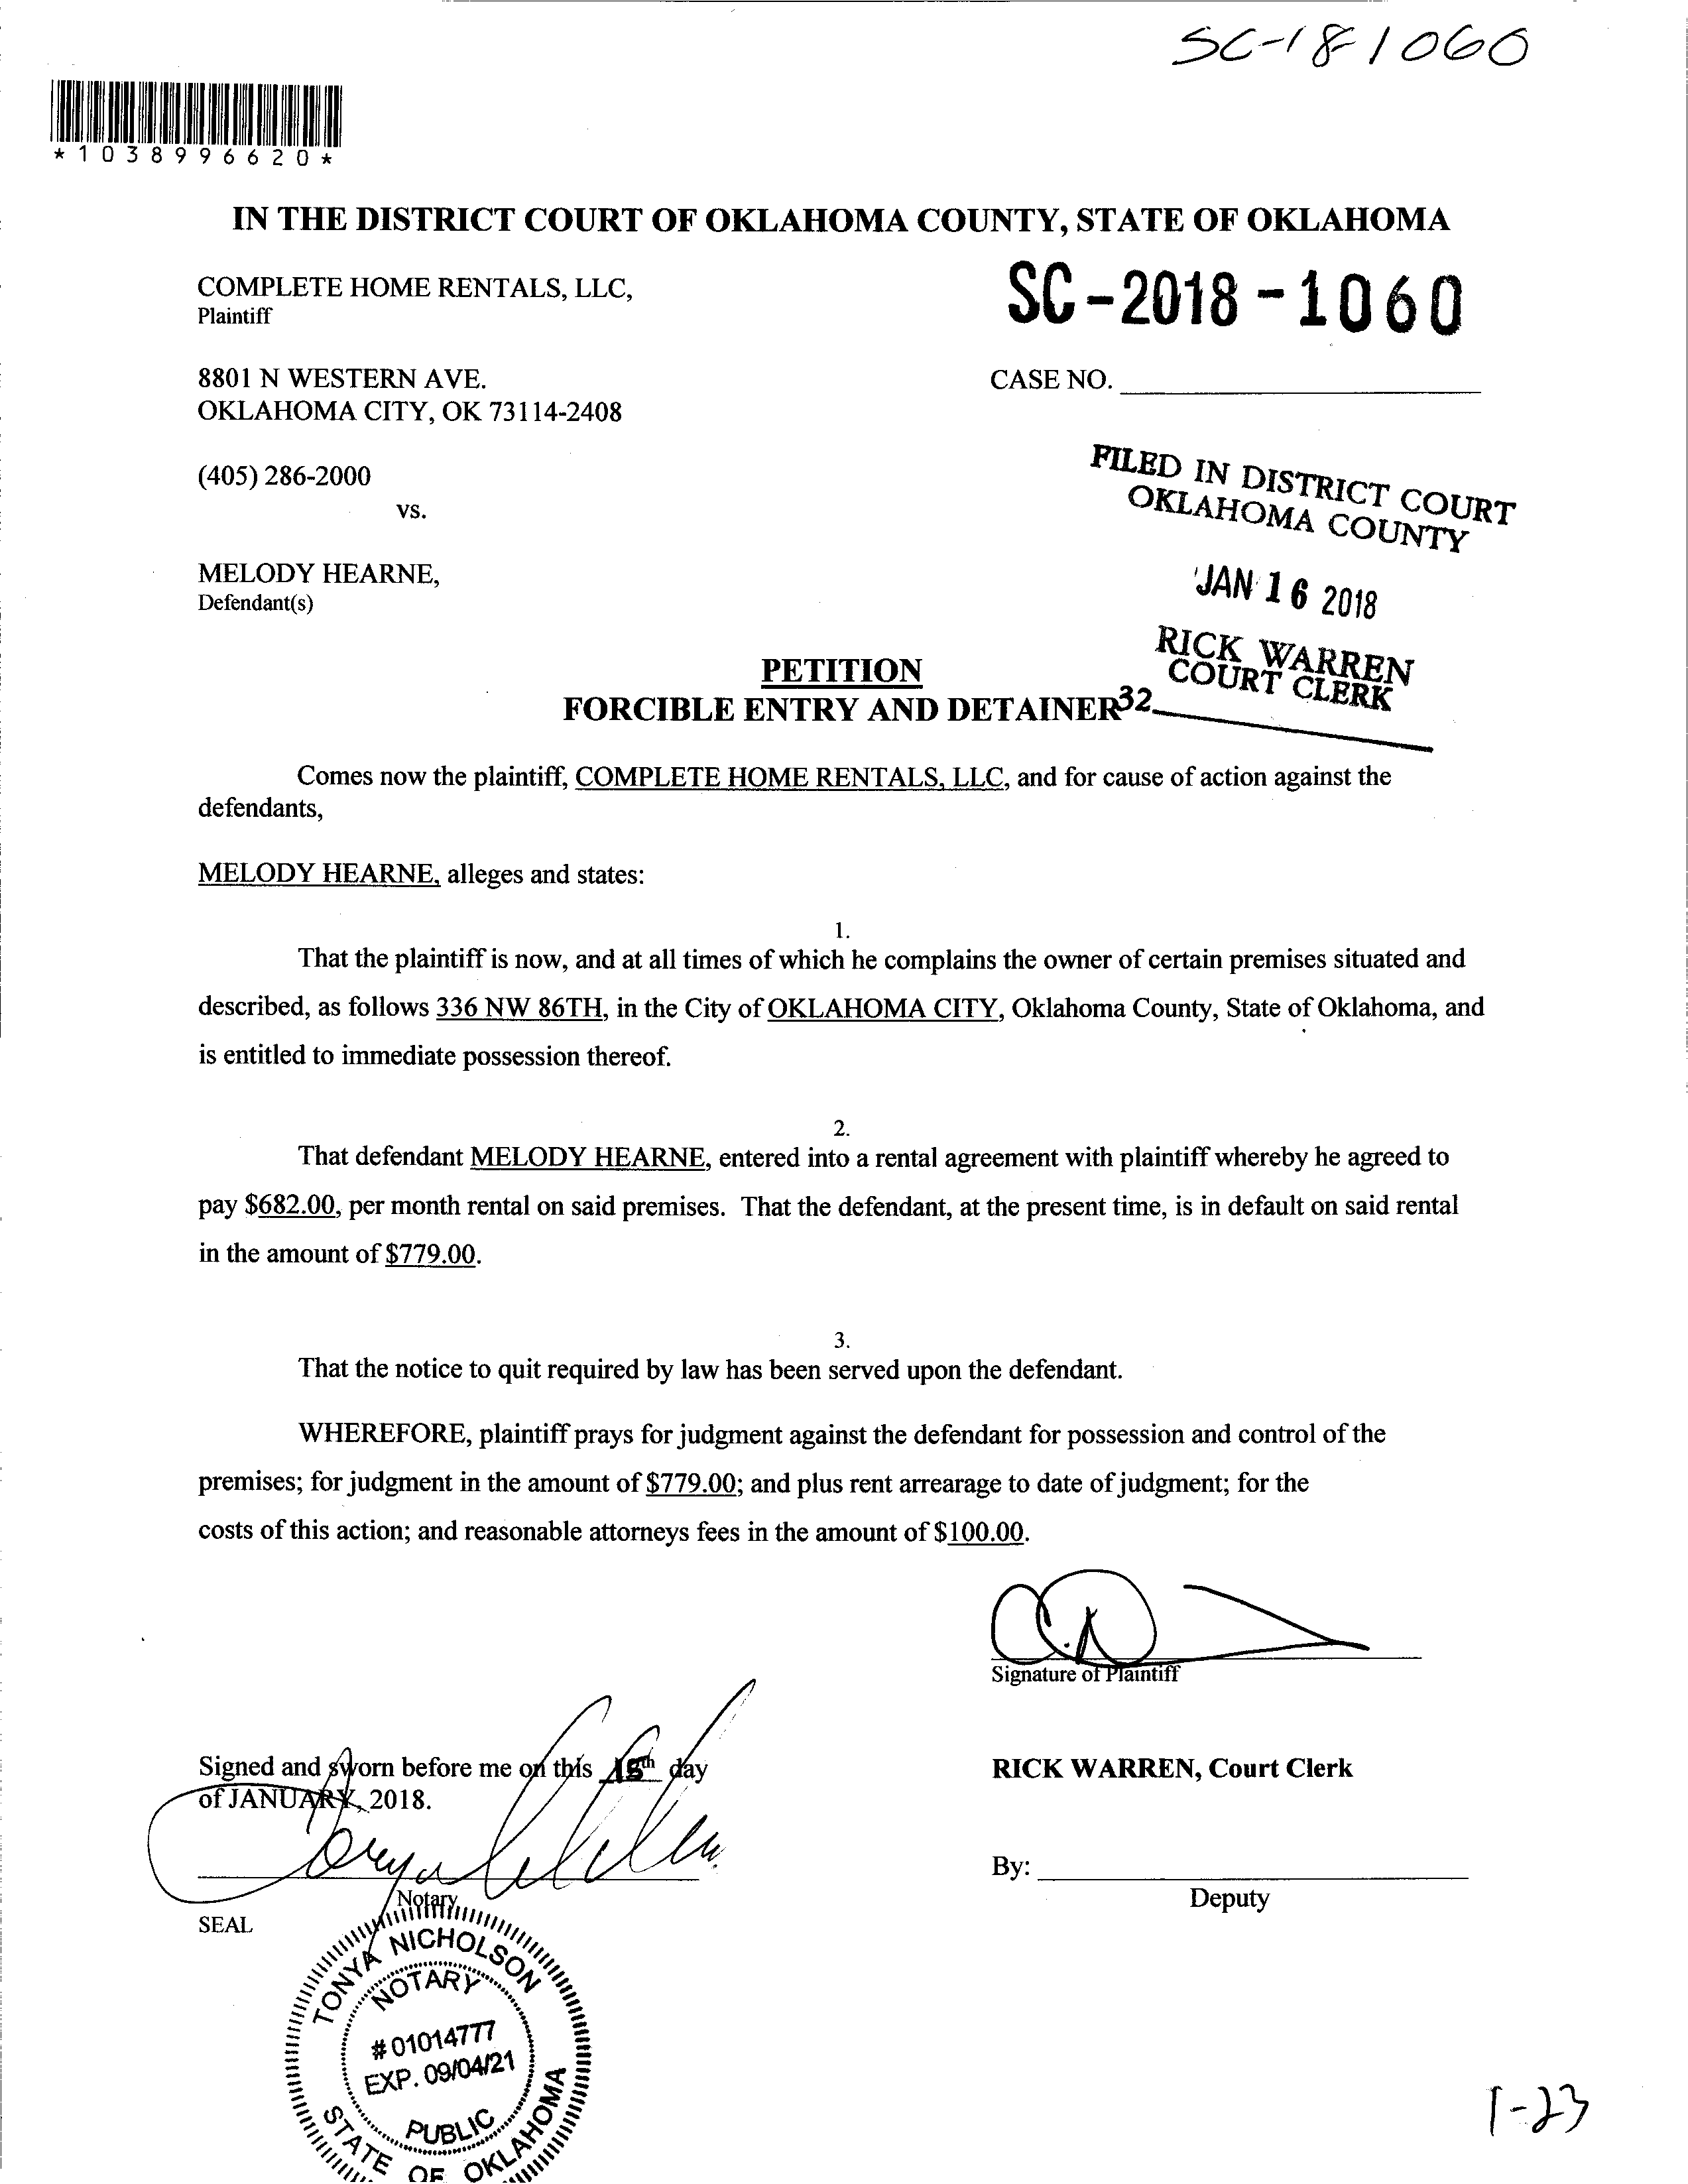 SC-18-1060
*1038996620*
IN THE DISTRICT COURT OF OKLAHOMA COUNTY, STATE OF OKLAHOMA
COMPLETE HOME RENTALS, LLC,
Plaintiff
SC-2018-1060
8801 N WESTERN AVE.
OKLAHOMA CITY, OK 73114-2408
CASE NO.
(405) 286-2000
vs.
FILED IN DISTRICT COURT
OKLAHOMA COUNTY
MELODY HEARNE,
Defendant(s)
JAN 16 2018
RICK WARREN
COURT CLERK
32
PETITION
FORCIBLE ENTRY AND DETAINER
Comes now the plaintiff, COMPLETE HOME RENTALS, LLC, and for cause of action against the
defendants,
MELODY HEARNE, alleges and states:
1.
That the plaintiff is now, and at all times of which he complains the owner of certain premises situated and
described, as follows 336 NW 86TH, in the City of OKLAHOMA CITY, Oklahoma County, State of Oklahoma, and
is entitled to immediate possession thereof.
2.
That defendant MELODY HEARNE, entered into a rental agreement with plaintiff whereby he agreed to
pay $682.00, per month rental on said premises. That the defendant, at the present time, is in default on said rental
in the amount of $779.00.
3.
That the notice to quit required by law has been served upon the defendant.
WHEREFORE, plaintiff prays for judgment against the defendant for possession and control of the
premises; for judgment in the amount of $779.00; and plus rent arrearage to date of judgment; for the
costs of this action; and reasonable attorneys fees in the amount of $100.00.
Signature of Plaintiff
Signed and sworn before me on this th day
of JANUARY, 2018.
RICK WARREN, Court Clerk
Notary
By:
Deputy
SEAL
TONYA NICHOLSON
NOTARY
#01014777
EXP. 09/04/21
PUBLIC
STATE OF OKLAHOMA
1-23